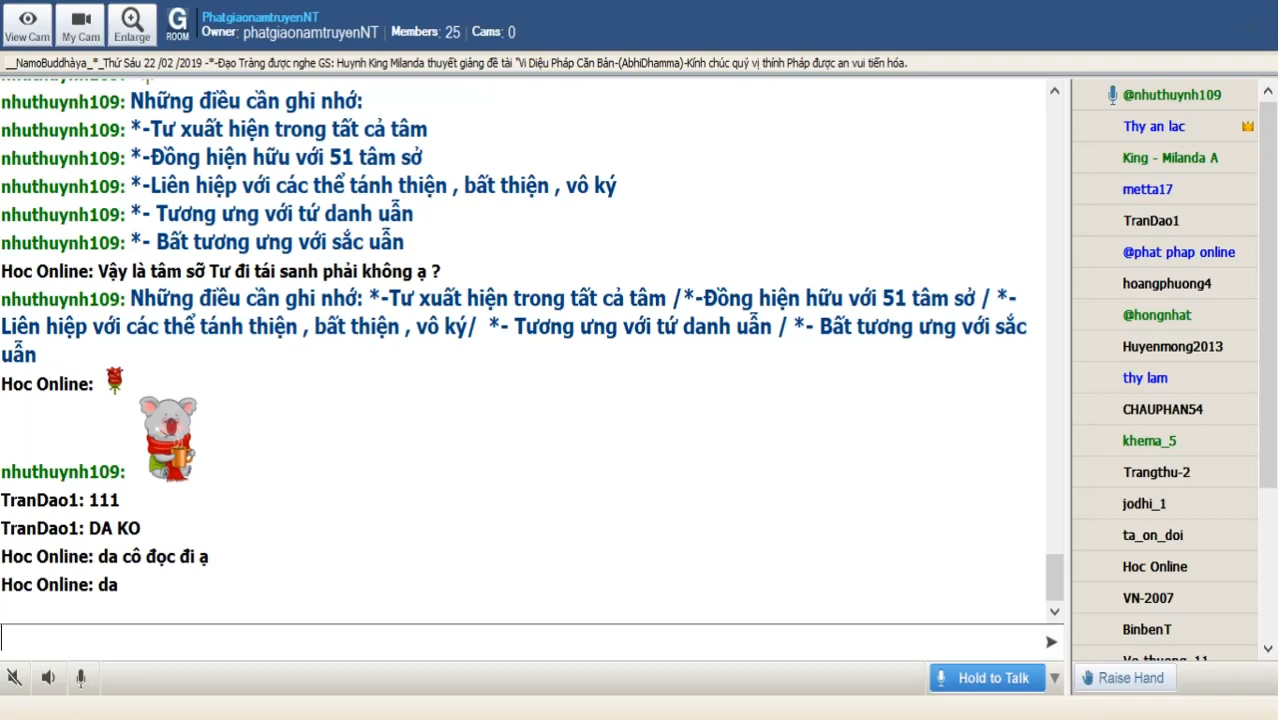 View Cam
My Cam
Enlarge
G
ROOM
PhatgiaonamtruyenNT
Owner: phatgiaonamtruyenNT | Members: 25 | Cams: 0
__NamoBuddhàya_*_Thứ Sáu 22 /02 /2019 -*-Đạo Tràng được nghe GS: Huynh King Milanda thuyết giảng đề tài "Vi Diệu Pháp Căn Bản-(AbhiDhamma)-Kính chúc quý vị thính Pháp được an vui tiến hóa.
nhuthuynh109: Những điều cần ghi nhớ:
nhuthuynh109: *-Tư xuất hiện trong tất cả tâm
nhuthuynh109: *-Đồng hiện hữu với 51 tâm sở
nhuthuynh109: *-Liên hiệp với các thể tánh thiện , bất thiện , vô ký
nhuthuynh109: *- Tương ưng với tứ danh uẩn
nhuthuynh109: *- Bất tương ưng với sắc uẩn
Hoc Online: Vậy là tâm sỡ Tư đi tái sanh phải không ạ ?
nhuthuynh109: Những điều cần ghi nhớ: *-Tư xuất hiện trong tất cả tâm /*-Đồng hiện hữu với 51 tâm sở / *-
Liên hiệp với các thể tánh thiện , bất thiện , vô ký/ *- Tương ưng với tứ danh uẩn / *- Bất tương ưng với sắc
uẩn
Hoc Online:
nhuthuynh109:
TranDao1: 111
TranDao1: DA KO
Hoc Online: da cô đọc đi ạ
Hoc Online: da
@nhuthuynh109
Thy an lac
King - Milanda A
metta17
TranDao1
@phat phap online
hoangphuong4
@hongnhat
Huyenmong2013
thy lam
CHAUPHAN54
khema_5
Trangthu-2
jodhi_1
ta_on_doi
Hoc Online
VN-2007
BinbenT
Hold to Talk
Raise Hand